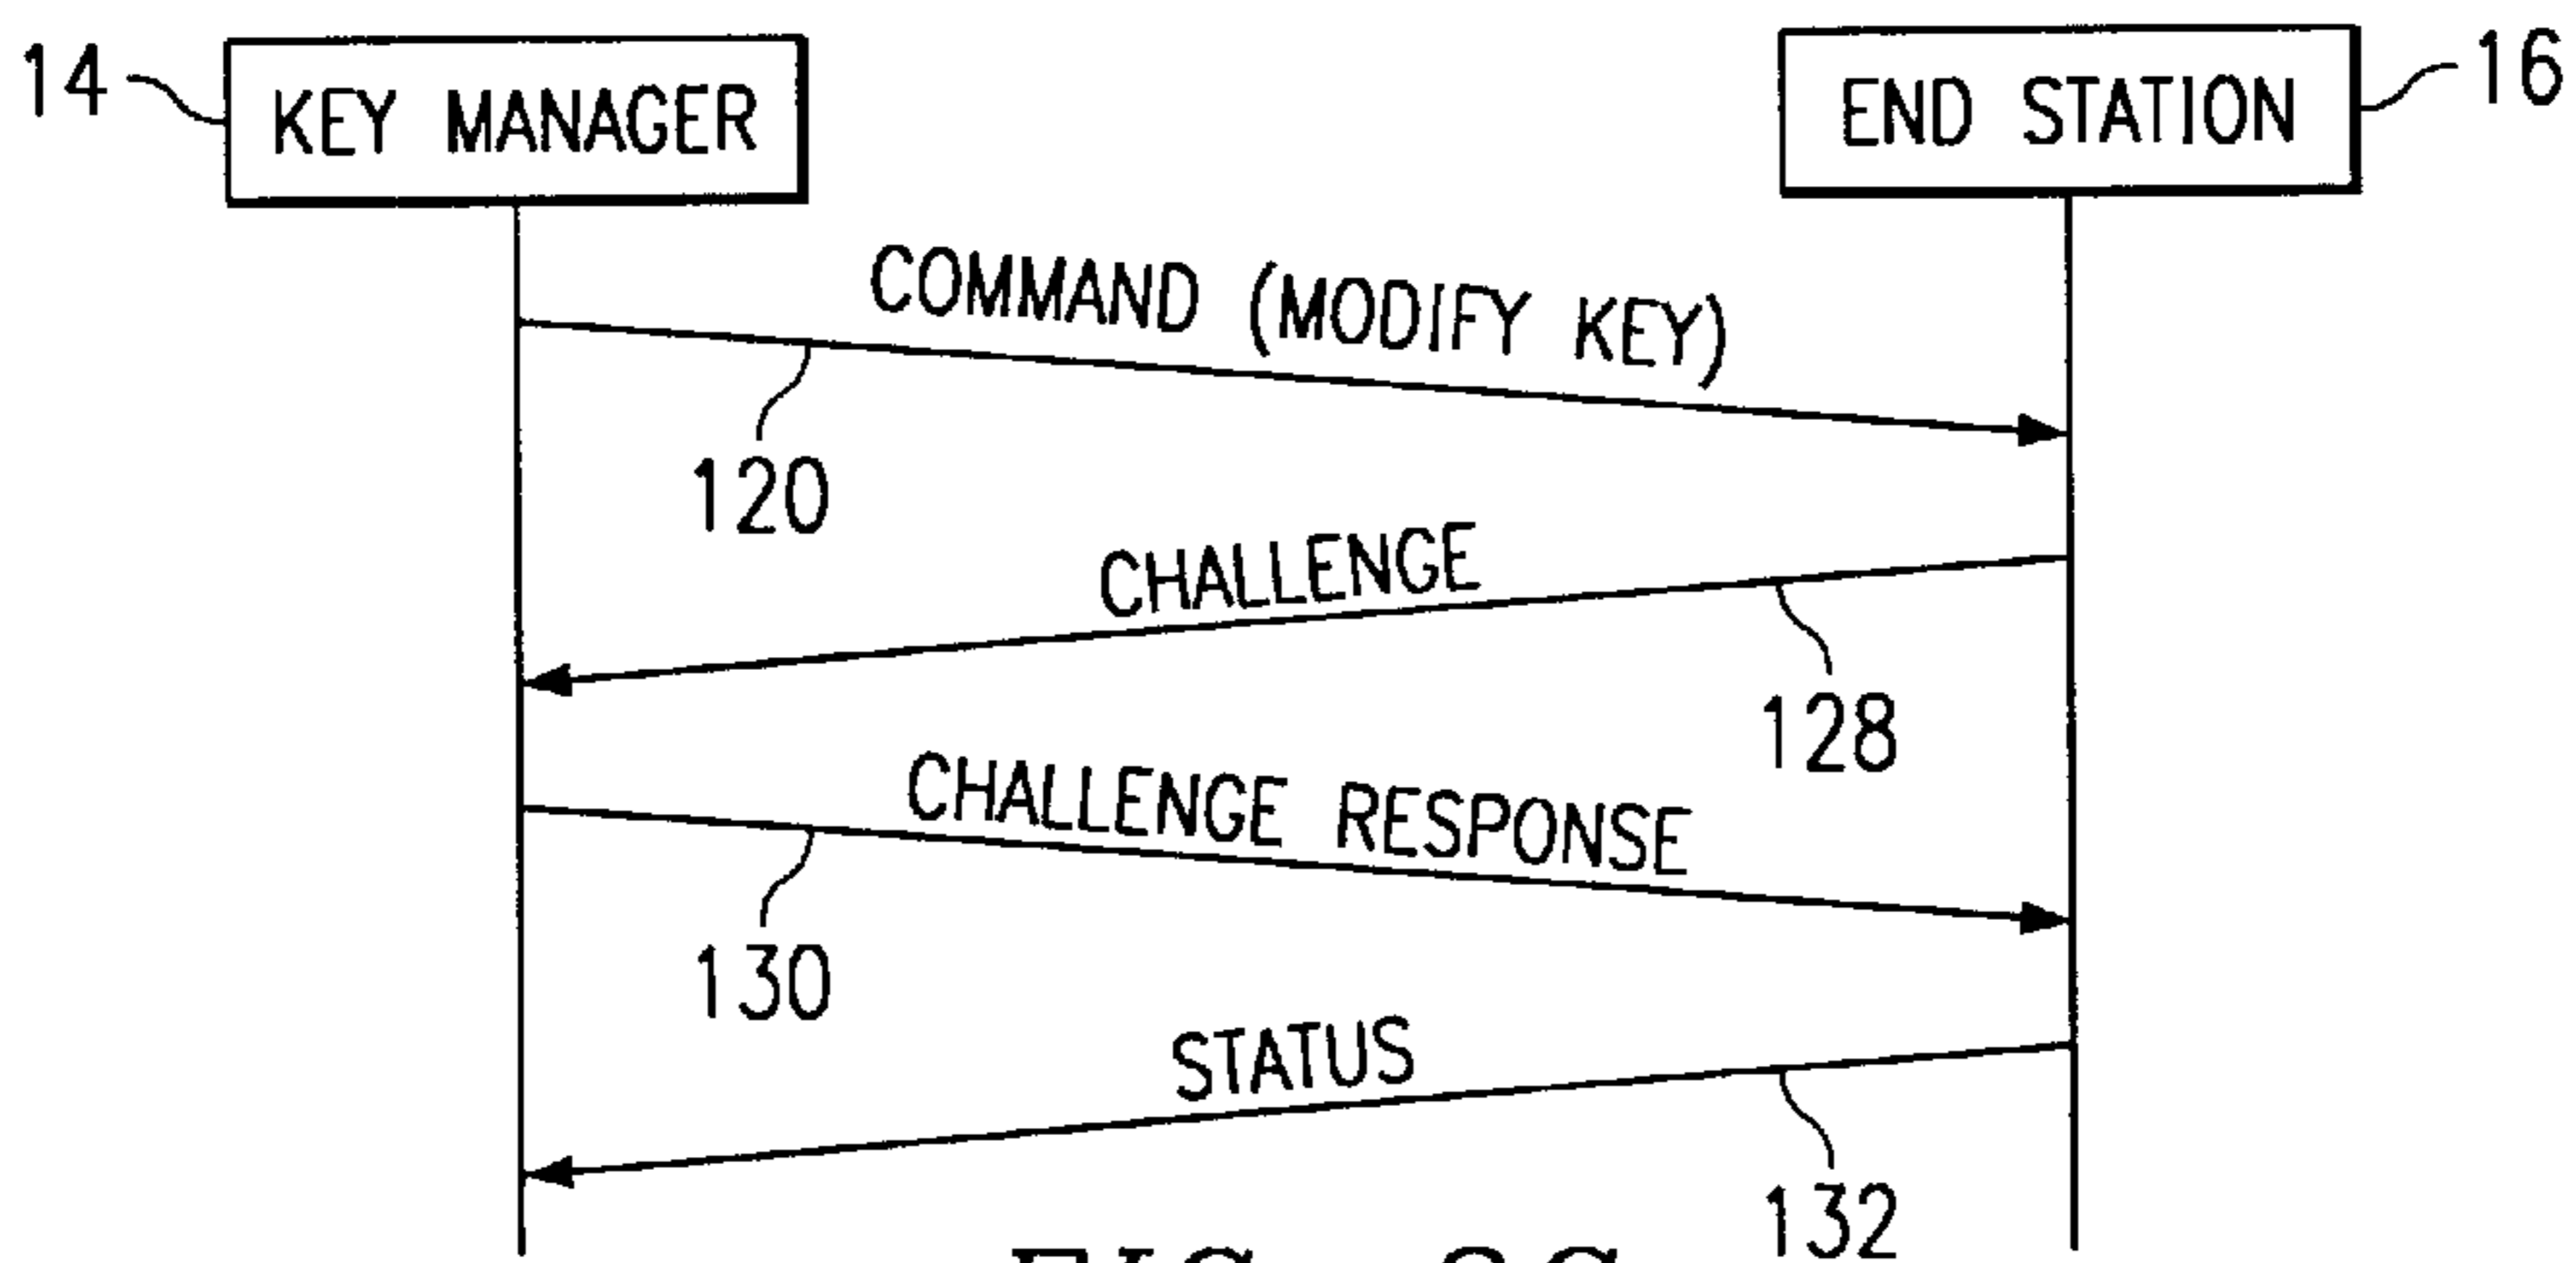 14
KEY MANAGER
END STATION
16
COMMAND (MODIFY KEY)
120
CHALLENGE
128
CHALLENGE RESPONSE
130
STATUS
132